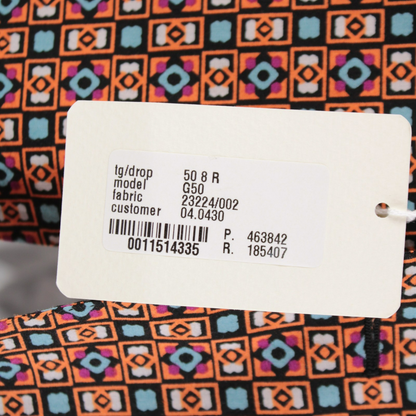 tg/drop 50 8 R
model G50
fabric 23224/002
customer 04.0430
P. 463842
0011514335 R. 185407